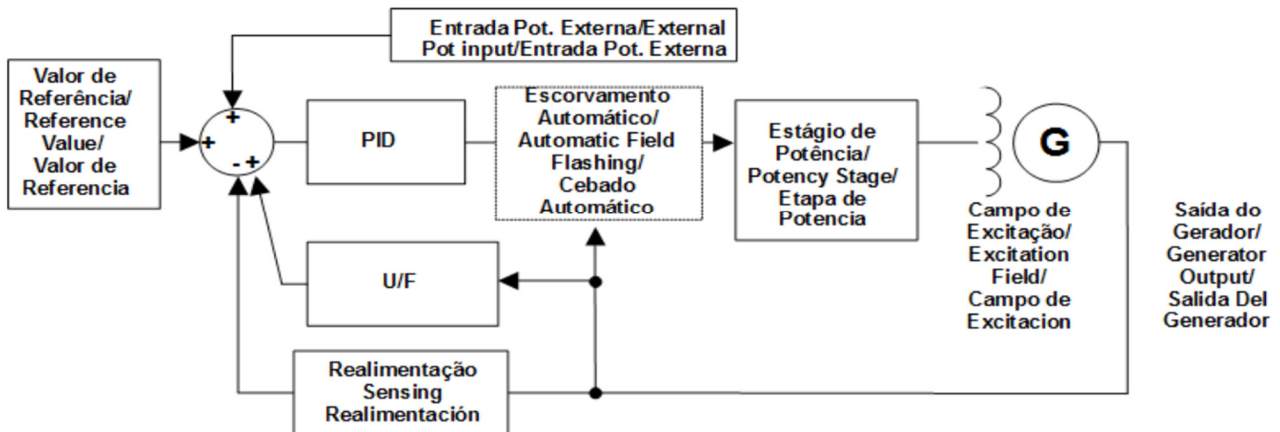 Entrada Pot. Externa/External
Pot input/Entrada Pot. Externa
Valor de
Referência/
Reference
Value/
Valor de
Referencia
+
+
- +
PID
Escorvamento
Automático/
Automatic Field
Flashing/
Cebado
Automático
Estágio de
Potência/
Potency Stage/
Etapa de
Potencia
G
Campo de
Excitação/
Excitation
Field/
Campo de
Excitacion
Saída do
Gerador/
Generator
Output/
Salida Del
Generador
U/F
Realimentação
Sensing
Realimentación